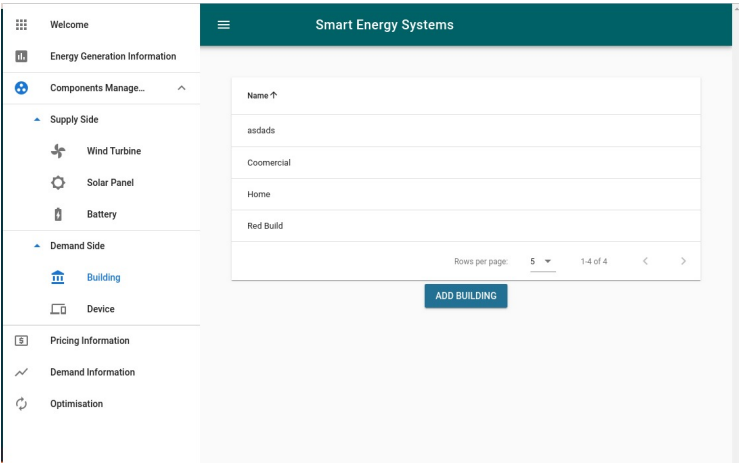 Welcome
Energy Generation Information
Components Manage...
Supply Side
Wind Turbine
Solar Panel
Battery
Demand Side
Building
Device
Pricing Information
Demand Information
Optimisation
Smart Energy Systems
Name
asdads
Coomercial
Home
Red Build
Rows per page: 5 1-4 of 4
ADD BUILDING